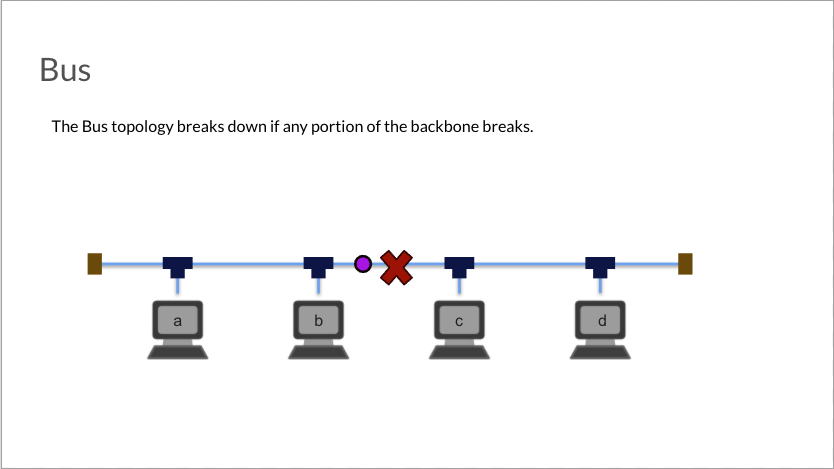 Bus
The Bus topology breaks down if any portion of the backbone breaks.
a b c d